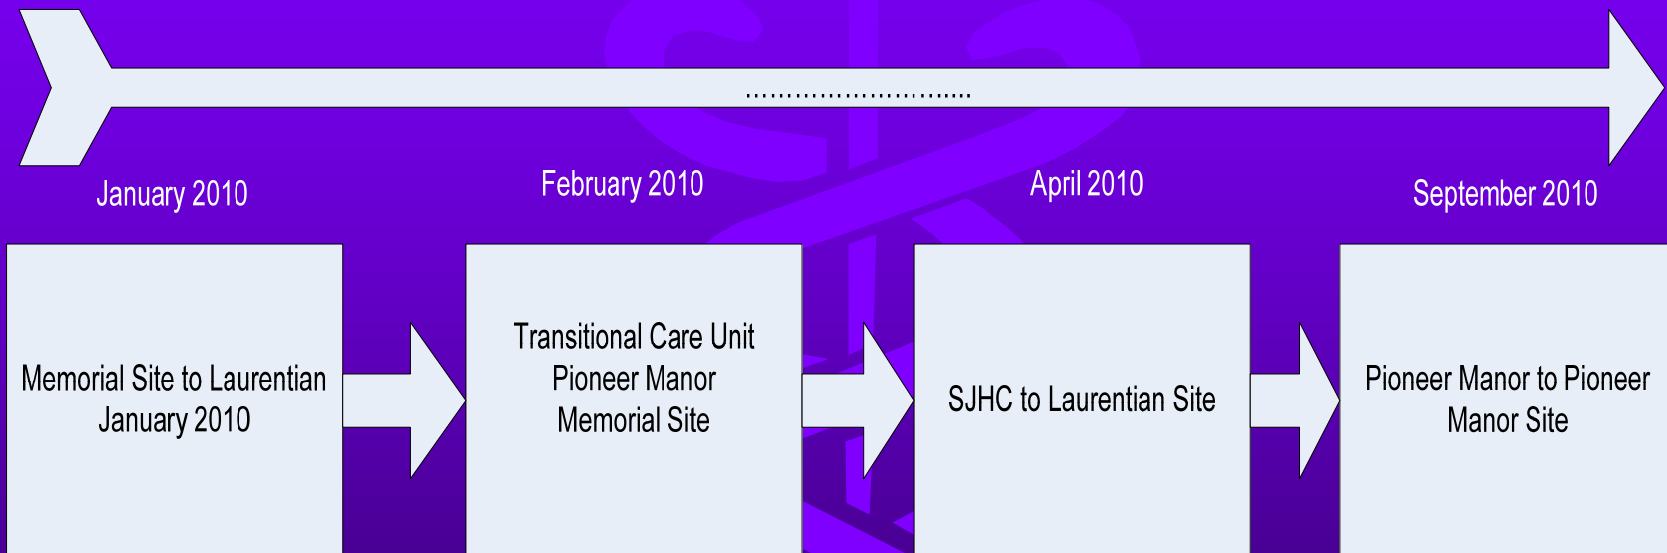 ..............................
January 2010
February 2010
April 2010
September 2010
Memorial Site to Laurentian
January 2010
Transitional Care Unit
Pioneer Manor
Memorial Site
SJHC to Laurentian Site
Pioneer Manor to Pioneer
Manor Site